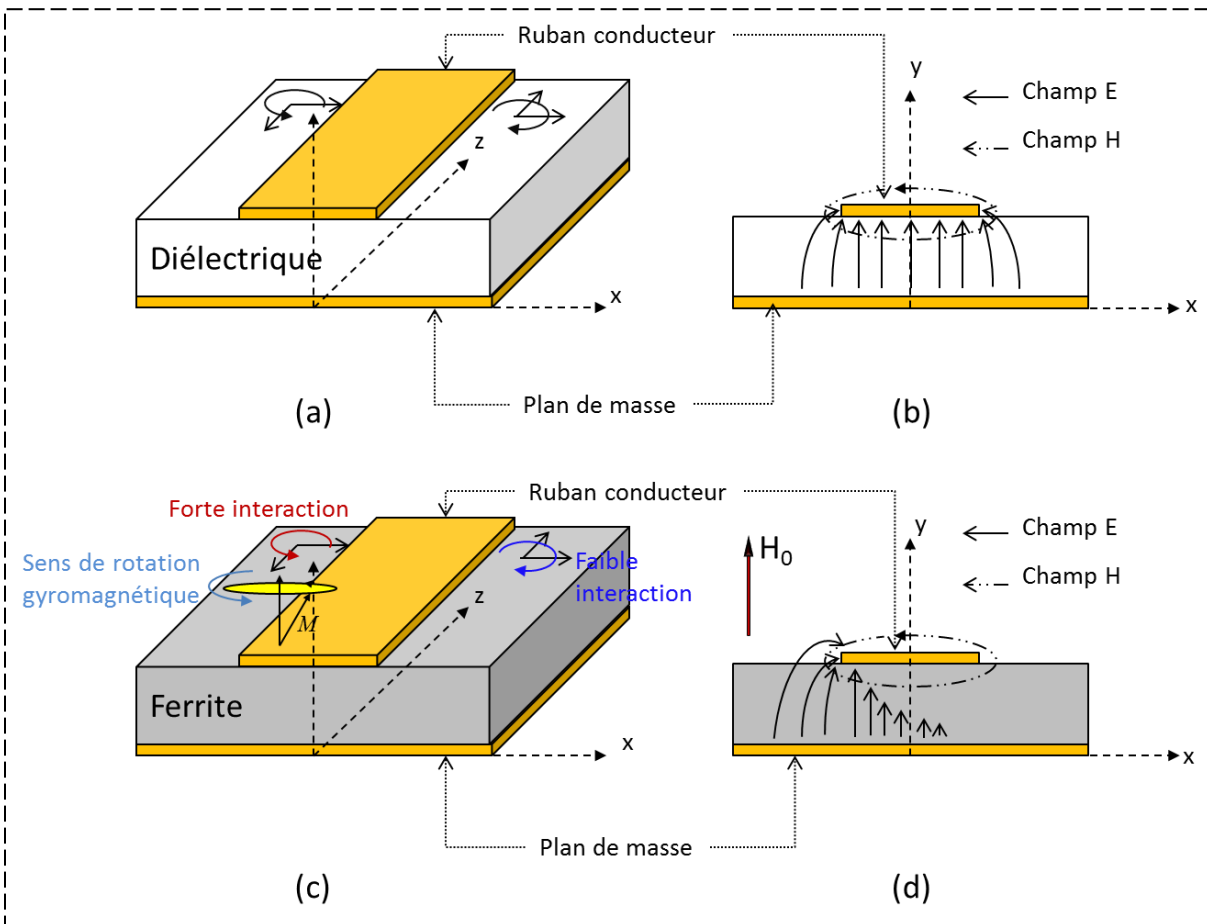 Ruban conducteur
y
Champ E
Champ H
z
Diélectrique
x
x
Plan de masse
(a)
(b)
Ruban conducteur
Forte interaction
y
Champ E
Sens de rotation
gyromagnétique
H0
Faible
interaction
Champ H
z
M
Ferrite
x
x
Plan de masse
(c)
(d)